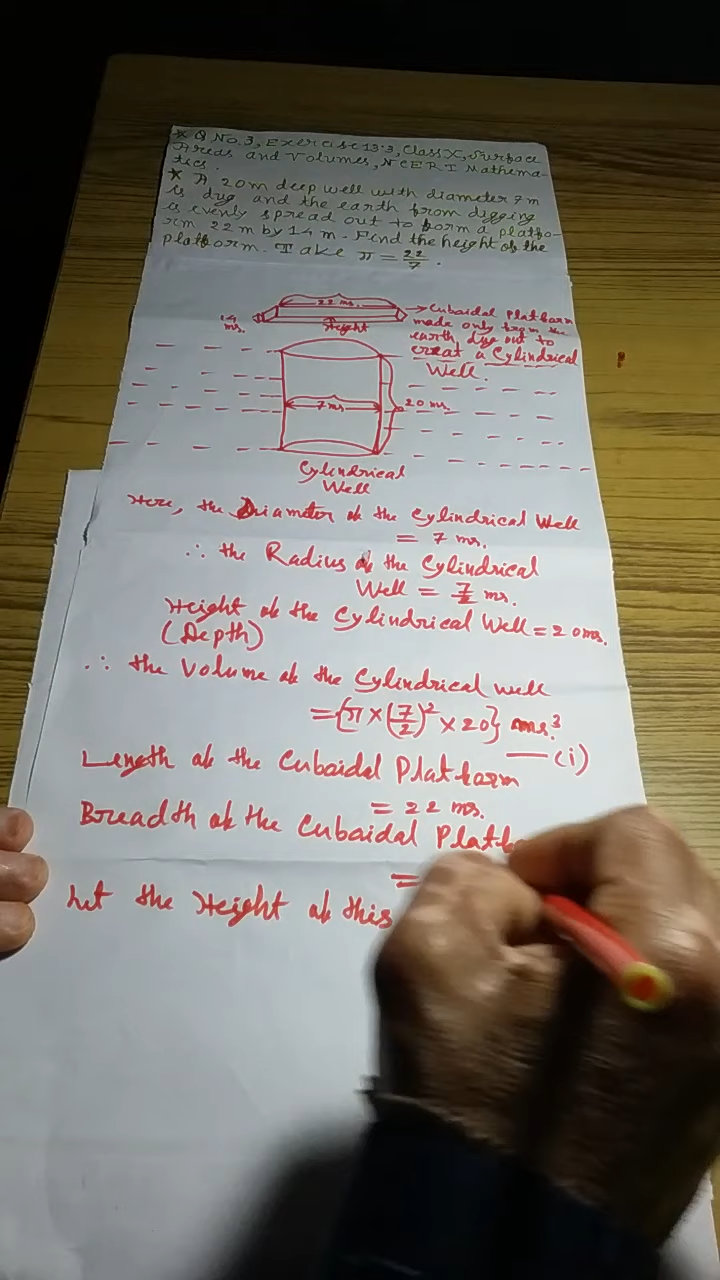 * Q No.3, Exercise 13.3, Class X, Surface
Areas and Volumes, NCERT Mathema-
tics.
* A 20m deep well with diameter 7m
is dug and the earth from digging
is evenly spread out to form a platfo-
rm 22 m by 14 m. Find the height of the
platform. Take π = 22/7.
22 ms.
14
ms.
Height
→ Cuboidal Platform
made only from the
earth, dug out to
creat a Cylindrical
Well.
7 ms
20 ms.
Cylindrical
Well
Here, the Diameter of the Cylindrical Well
= 7 ms.
∴ the Radius of the Cylindrical
Well = 7/2 ms.
Height of the Cylindrical Well = 20 ms.
(Depth)
∴ the Volume of the Cylindrical well
= {π × (7/2)² × 20} ms.³
— (i)
Length of the Cuboidal Platform
= 22 ms.
Breadth of the Cuboidal Platf
=
Let the Height of this